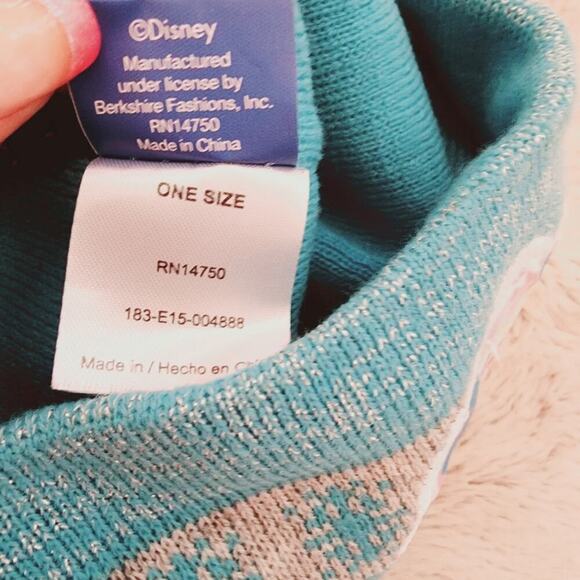 ©Disney
Manufactured
under license by
Berkshire Fashions, Inc.
RN14750
Made in China
ONE SIZE
RN14750
183-E15-004888
Made in / Hecho en